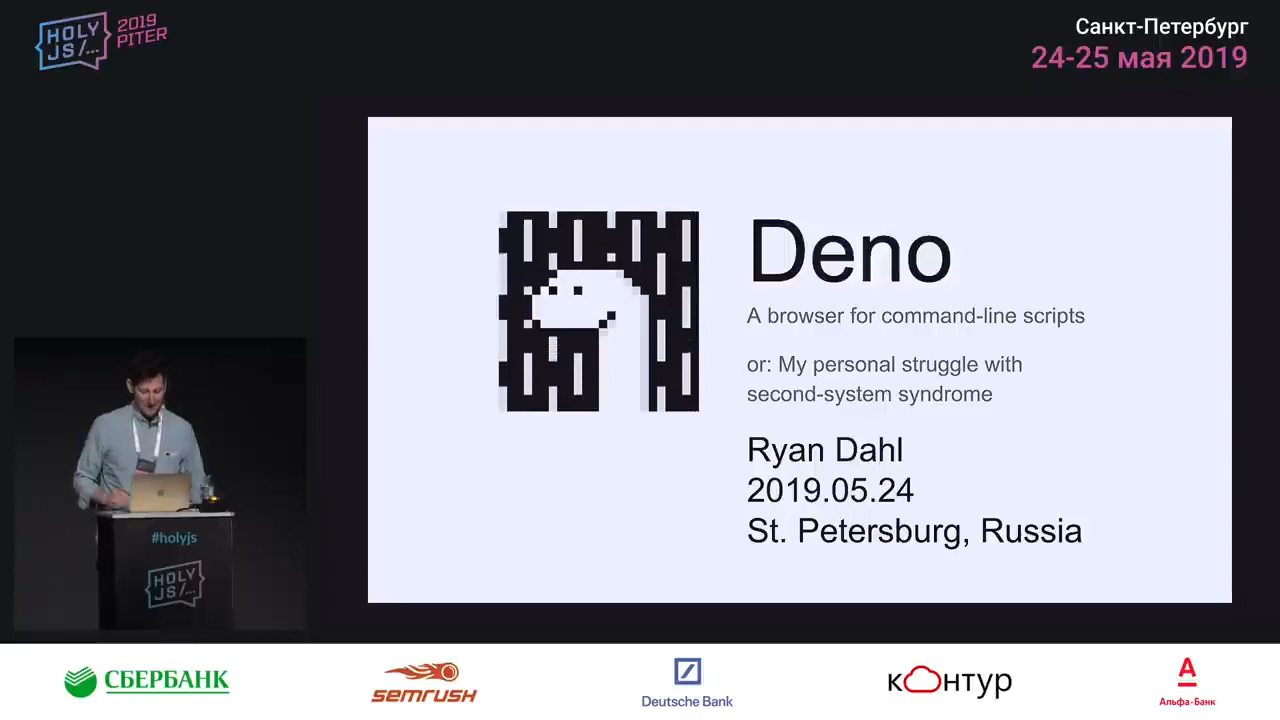 HOLY
JS/...
2019
PITER
Санкт-Петербург
24-25 мая 2019
Deno
A browser for command-line scripts
or: My personal struggle with
second-system syndrome
Ryan Dahl
2019.05.24
St. Petersburg, Russia
#holyjs
HOLY
JS/...
СБЕРБАНК
semrush
Deutsche Bank
контур
А
Альфа·Банк